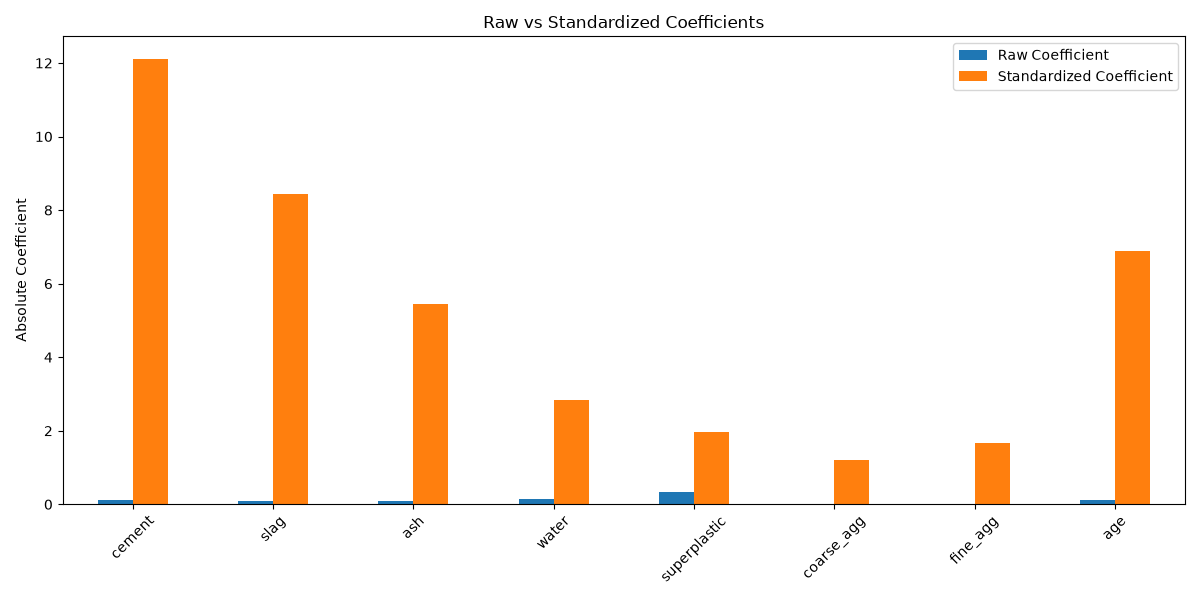 Raw vs Standardized Coefficients
Raw Coefficient
Standardized Coefficient
Absolute Coefficient
12
10
8
6
4
2
0
cement
slag
ash
water
superplastic
coarse_agg
fine_agg
age